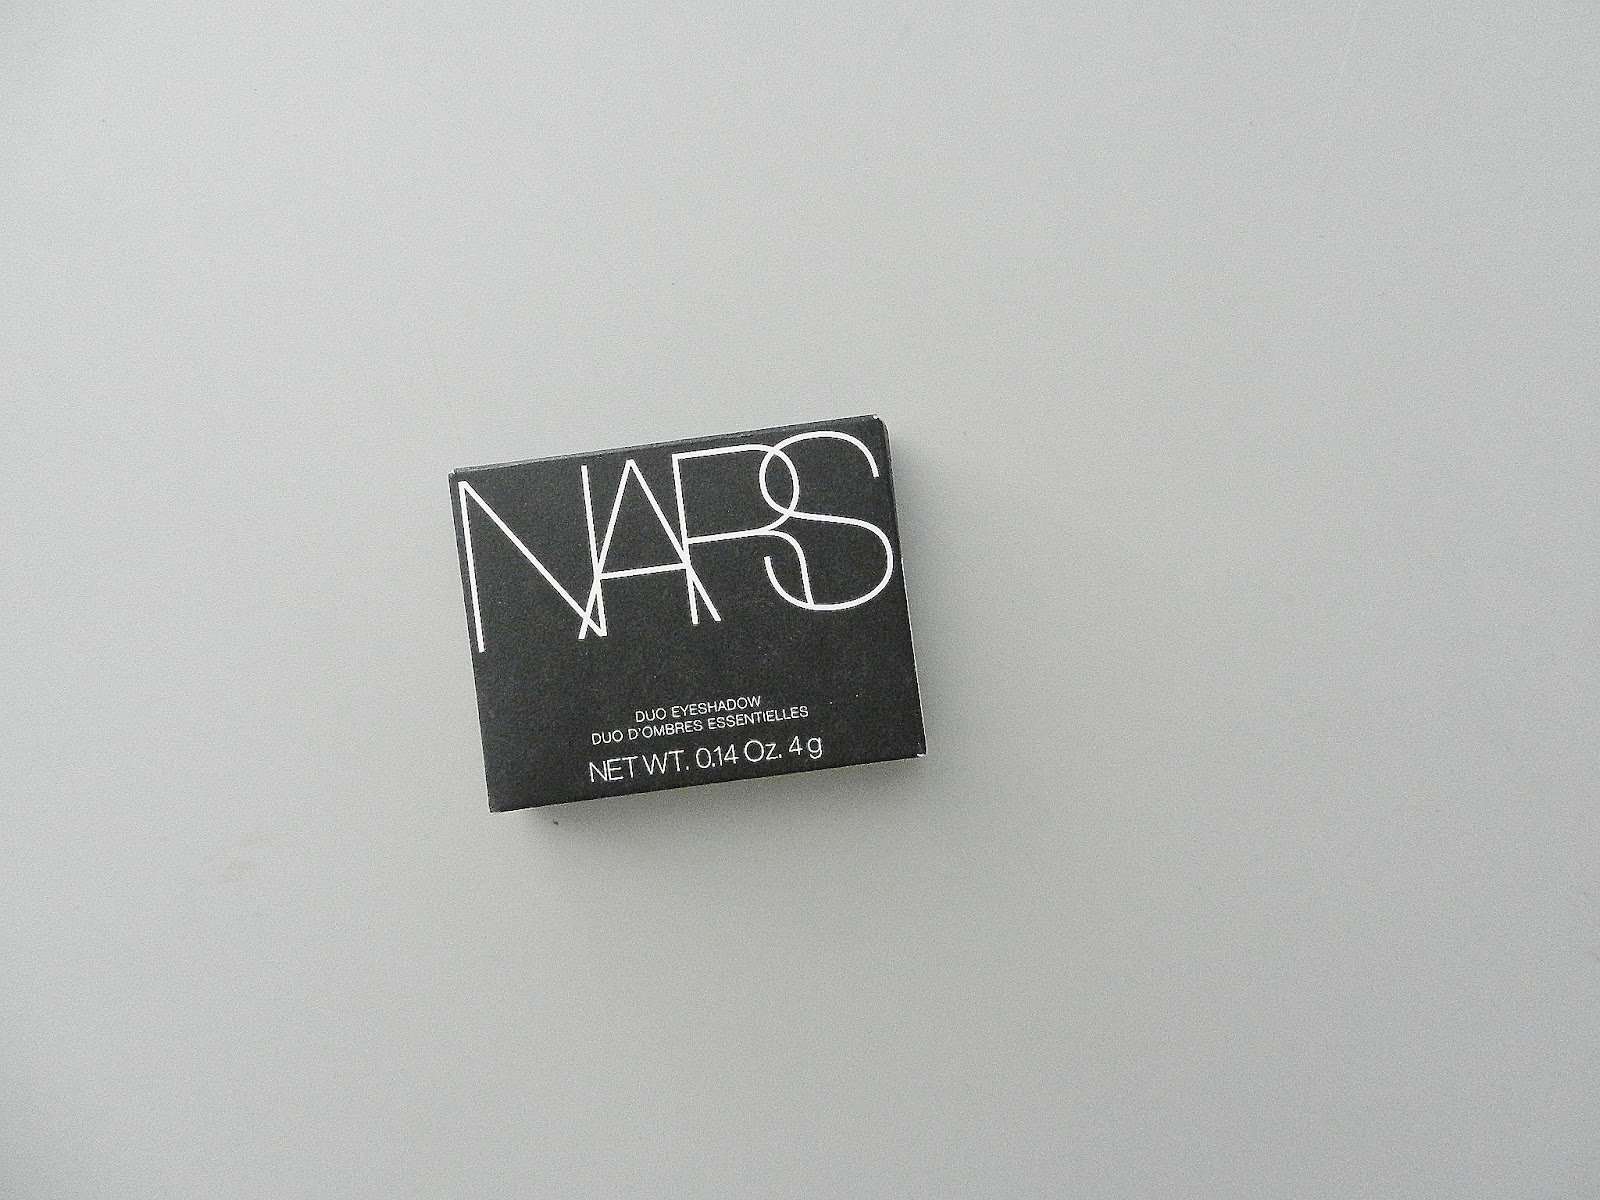 NARS
DUO EYESHADOW
DUO D'OMBRES ESSENTIELLES
NET WT. 0.14 Oz. 4 g